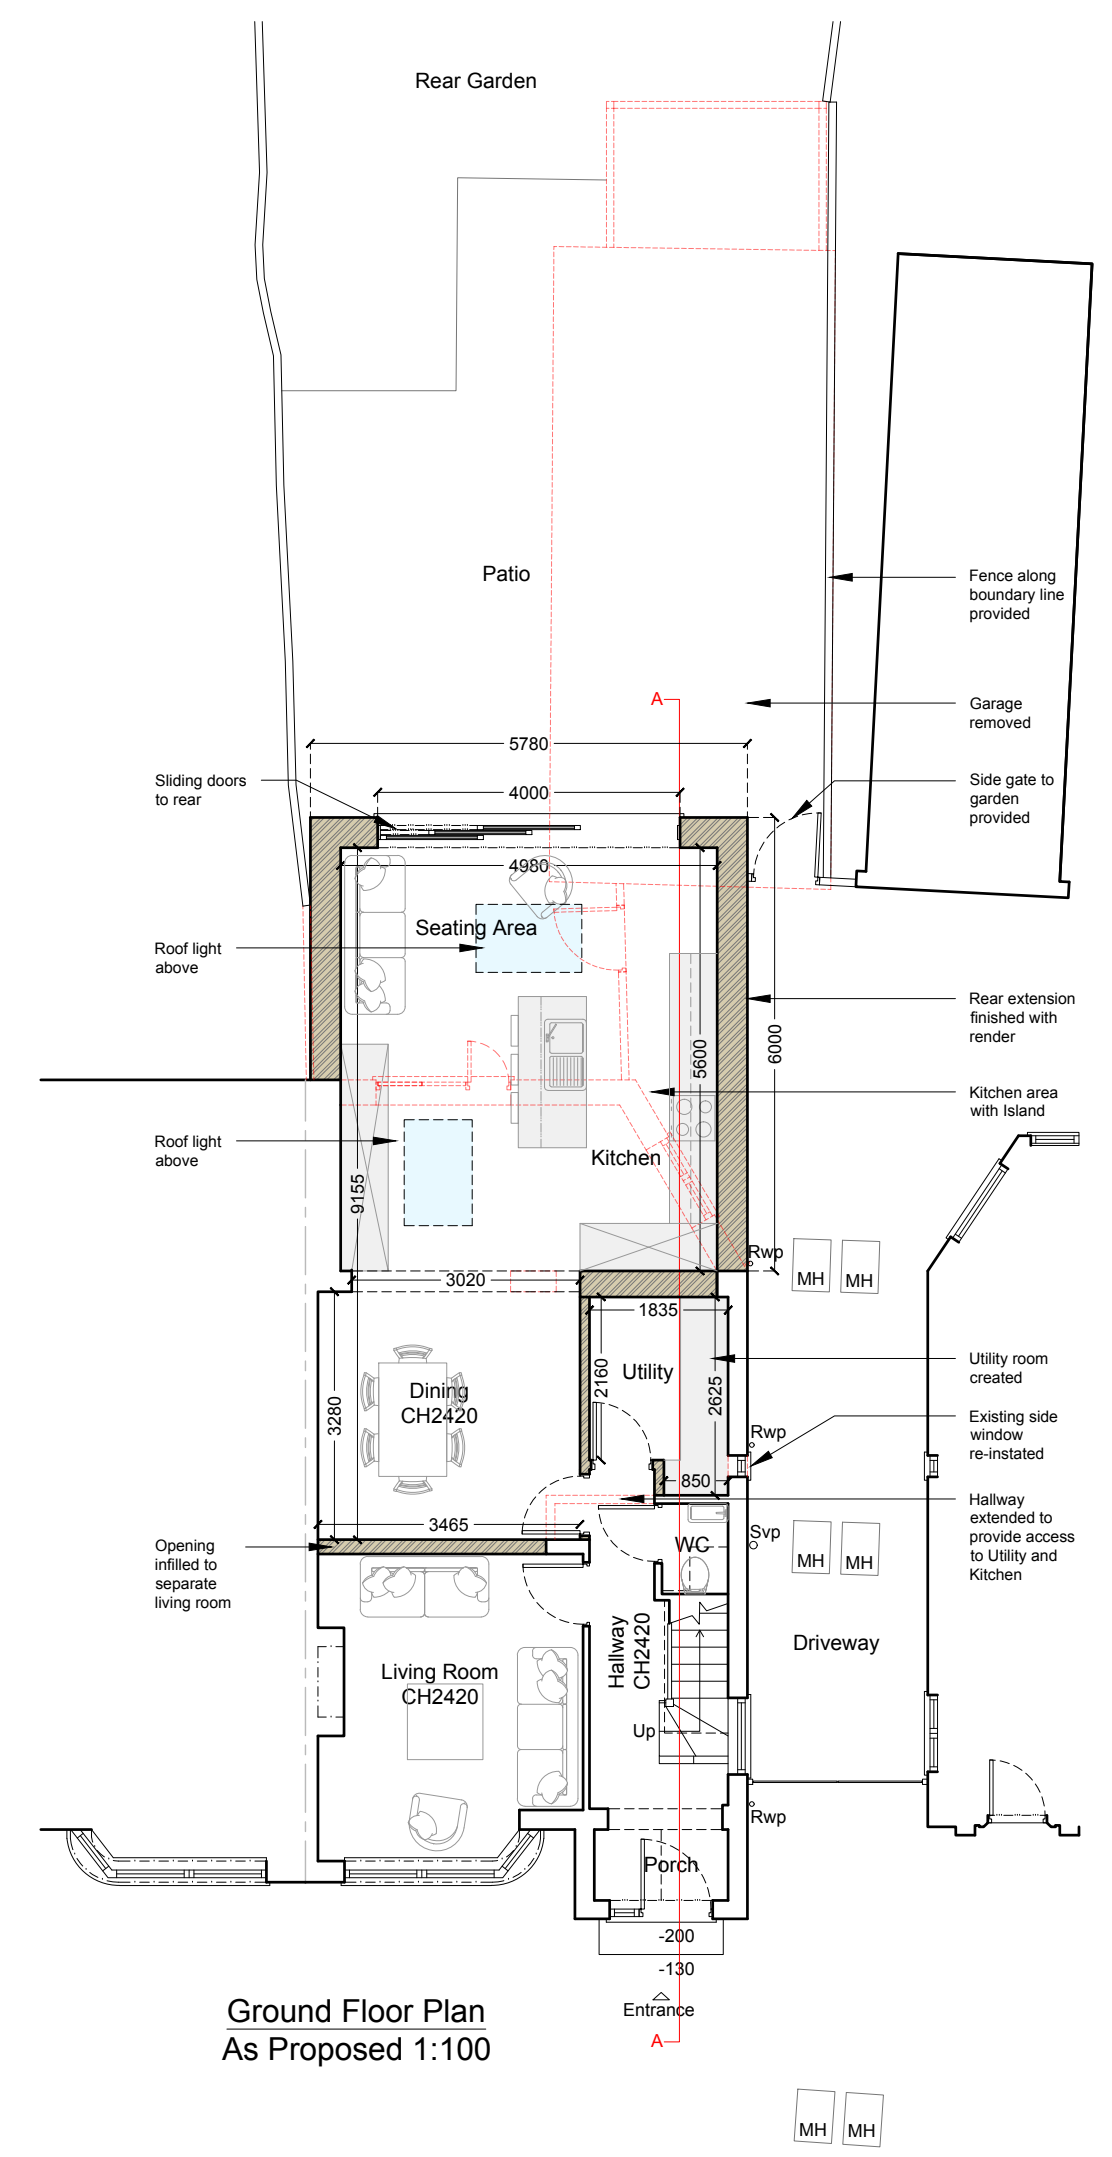 Rear Garden
Patio
Fence along
boundary line
provided
A
Garage
removed
5780
Sliding doors
to rear
4000
Side gate to
garden
provided
4980
Seating Area
Roof light
above
Rear extension
finished with
render
5600
6000
Kitchen area
with Island
Roof light
above
Kitchen
9155
Rwp
MH
MH
3020
1835
Utility
2160
2625
Utility room
created
Dining
CH2420
3280
Existing side
window
re-instated
Rwp
850
Hallway
extended to
provide access
to Utility and
Kitchen
3465
Opening
infilled to
separate
living room
WC
Svp
MH
MH
Hallway
CH2420
Driveway
Living Room
CH2420
Up
Rwp
Porch
-200
-130
Entrance
A
Ground Floor Plan
As Proposed 1:100
MH
MH